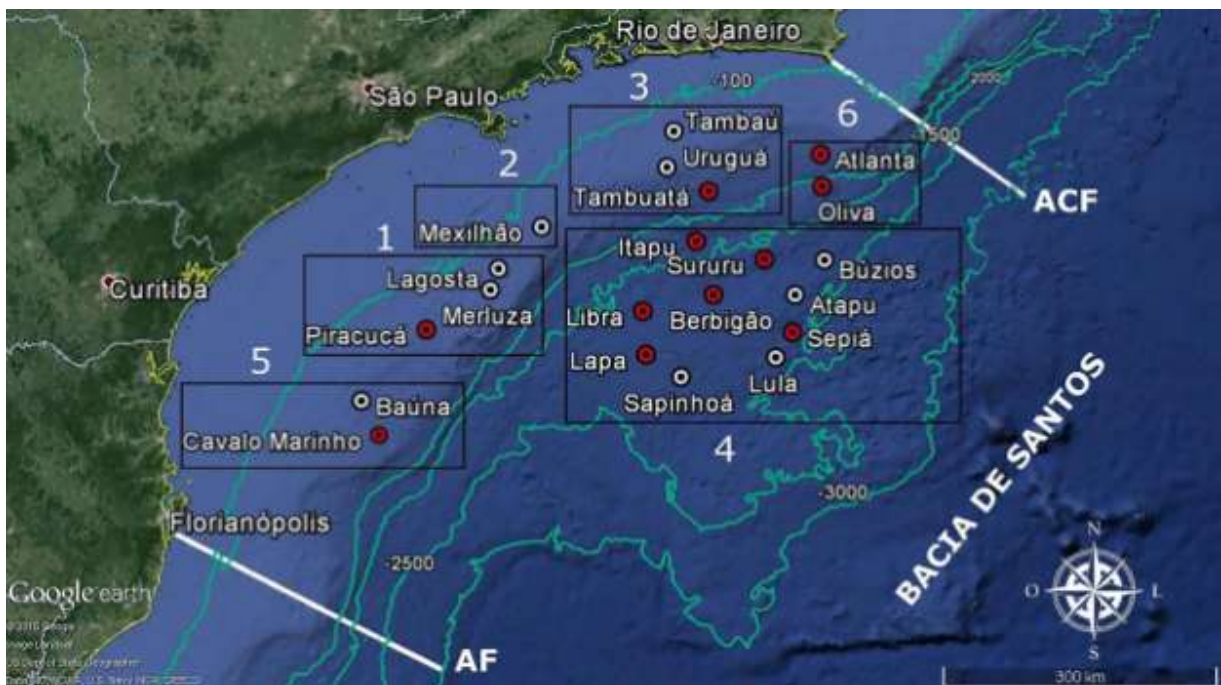 Rio de Janeiro
São Paulo
-100
2000
3
6
Tambaú
-1500
Atlanta
Uruguá
2
Tambuatá
Oliva
ACF
Mexilhão
1
Itapu
Sururu
Búzios
Lagosta
Curitiba
Merluza
Libra
Berbigão
Atapu
Piracucá
Sepiá
Lapa
Lula
5
Sapinhoá
Baúna
Cavalo Marinho
4
-3000
BACIA DE SANTOS
Florianópolis
-2500
N
O
L
S
Google earth
AF
300 km